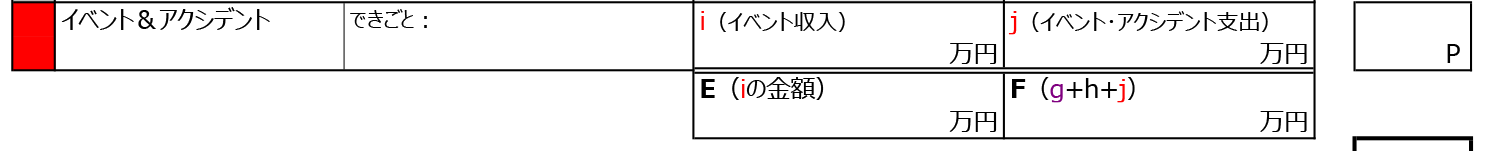 イベント＆アクシデント
できごと：
i（イベント収入）
万円
j（イベント・アクシデント支出）
万円
P
E（iの金額）
万円
F（g+h+j）
万円